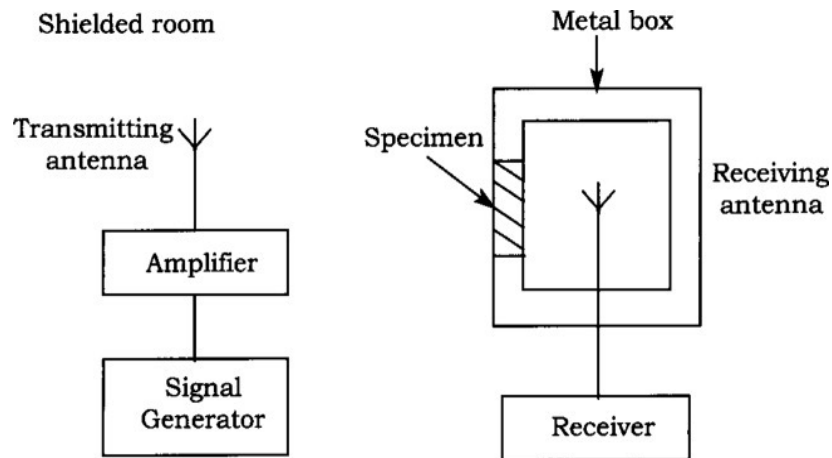 Shielded room
Transmitting
antenna
Amplifier
Signal
Generator
Metal box
Specimen
Receiving
antenna
Receiver